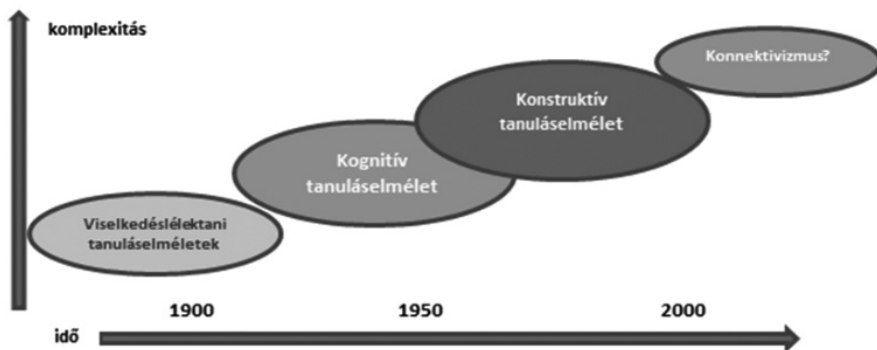 komplexitás
Konnektivizmus?
Konstruktív
tanuláselmélet
Kognitív
tanuláselmélet
Viselkedéslélektani
tanuláselméletek
1900
1950
2000
idő